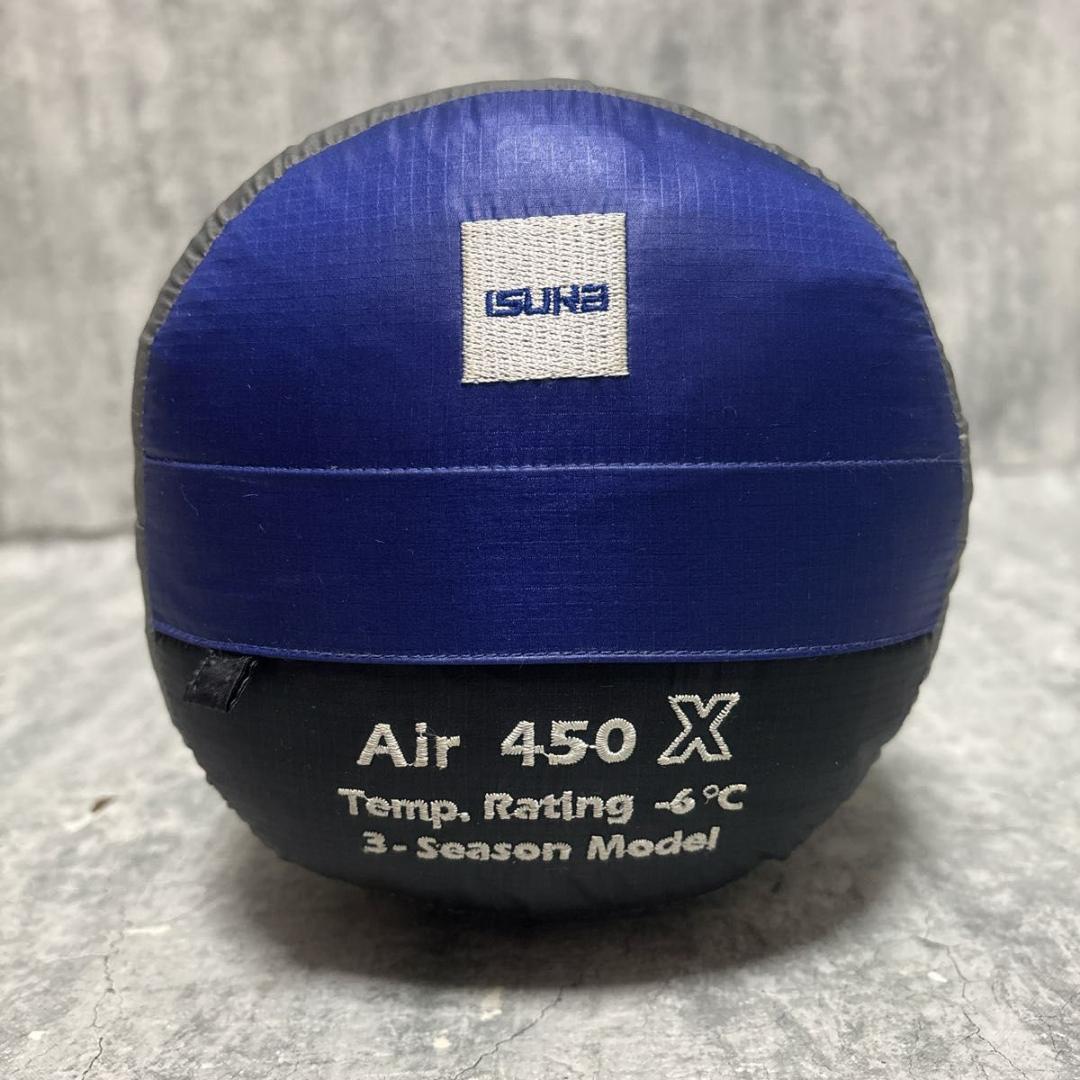 ISUKA
Air 450 X
Temp. Rating -6°C
3-Season Model